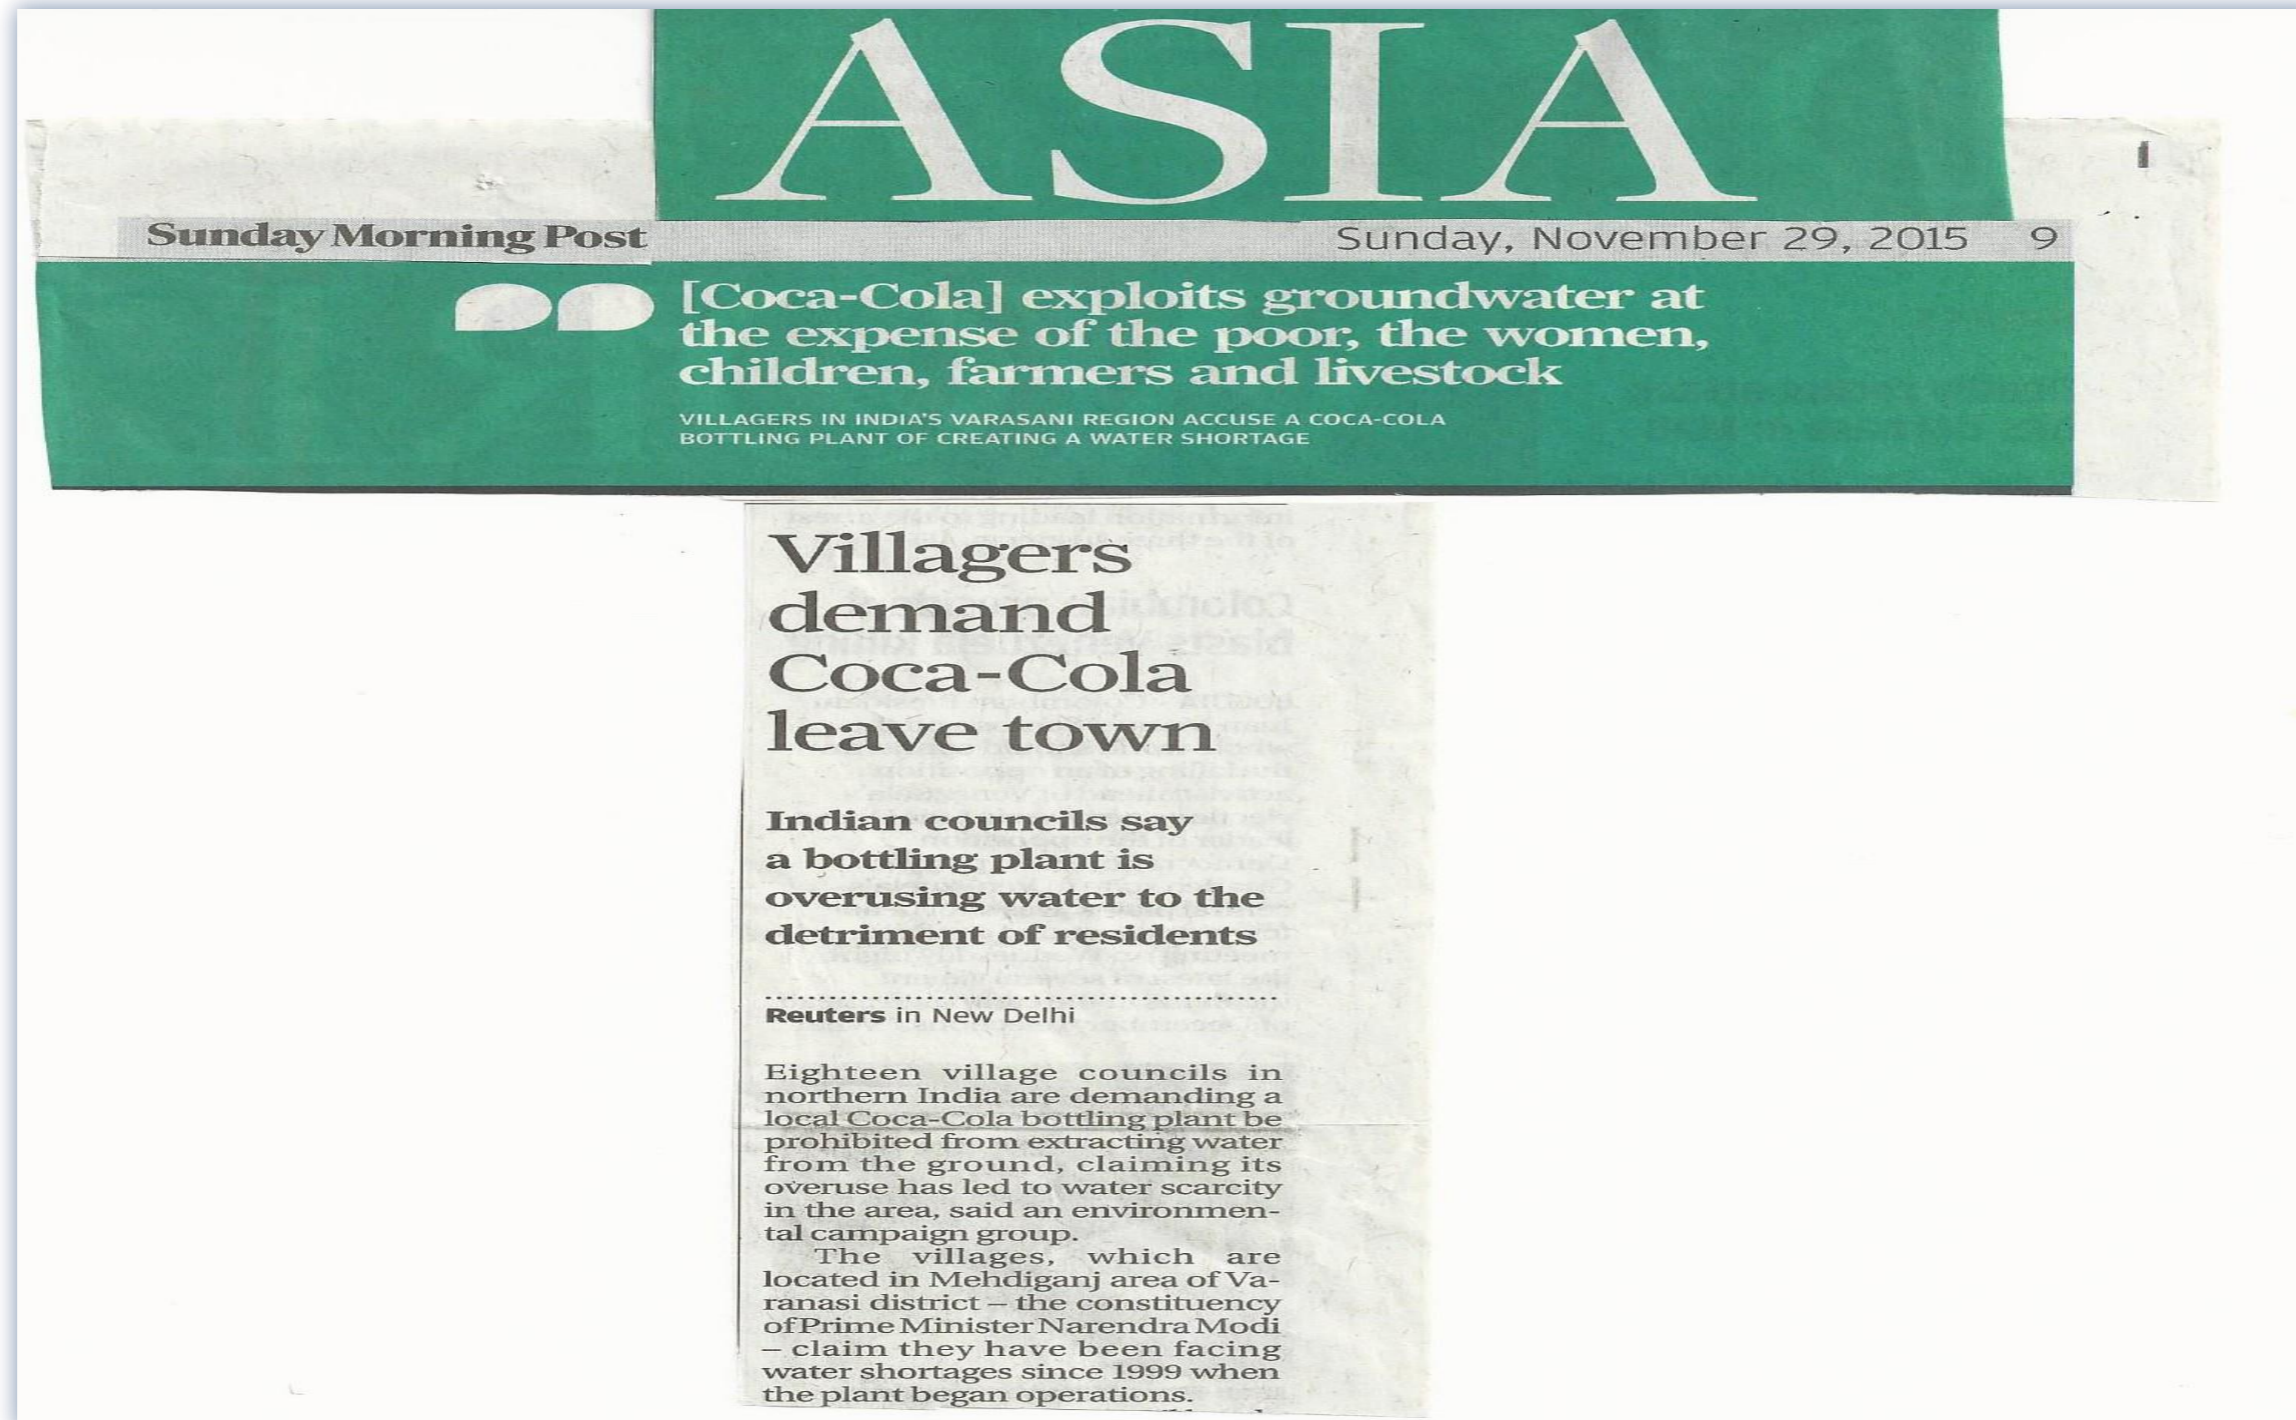 ASIA
Sunday Morning Post
Sunday, November 29, 2015 9
[Coca-Cola] exploits groundwater at
the expense of the poor, the women,
children, farmers and livestock
VILLAGERS IN INDIA'S VARASANI REGION ACCUSE A COCA-COLA
BOTTLING PLANT OF CREATING A WATER SHORTAGE
Villagers
demand
Coca-Cola
leave town
Indian councils say
a bottling plant is
overusing water to the
detriment of residents
Reuters in New Delhi
Eighteen village councils in
northern India are demanding a
local Coca-Cola bottling plant be
prohibited from extracting water
from the ground, claiming its
overuse has led to water scarcity
in the area, said an environmen-
tal campaign group.
The villages, which are
located in Mehdiganj area of Va-
ranasi district – the constituency
of Prime Minister Narendra Modi
– claim they have been facing
water shortages since 1999 when
the plant began operations.